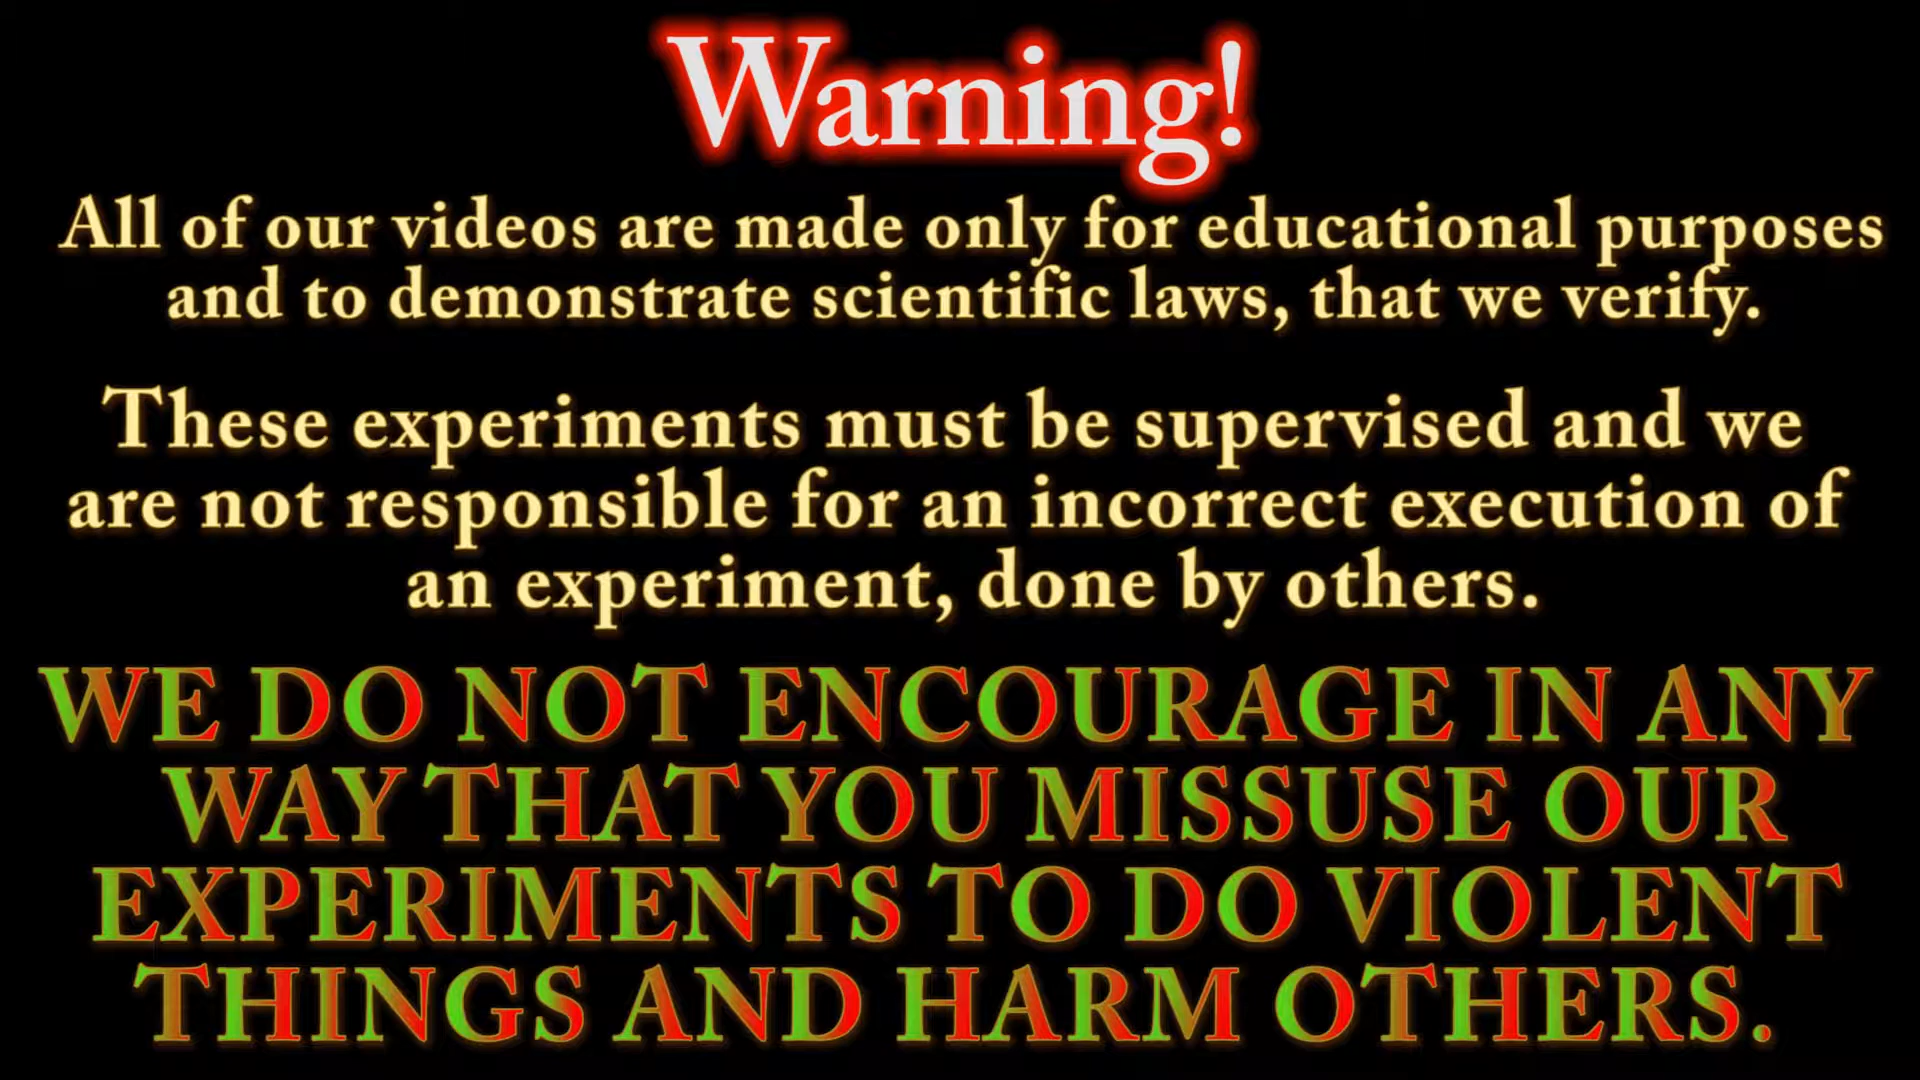 Warning!
All of our videos are made only for educational purposes
and to demonstrate scientific laws, that we verify.
These experiments must be supervised and we
are not responsible for an incorrect execution of
an experiment, done by others.
WE DO NOT ENCOURAGE IN ANY
WAY THAT YOU MISSUSE OUR
EXPERIMENTS TO DO VIOLENT
THINGS AND HARM OTHERS.